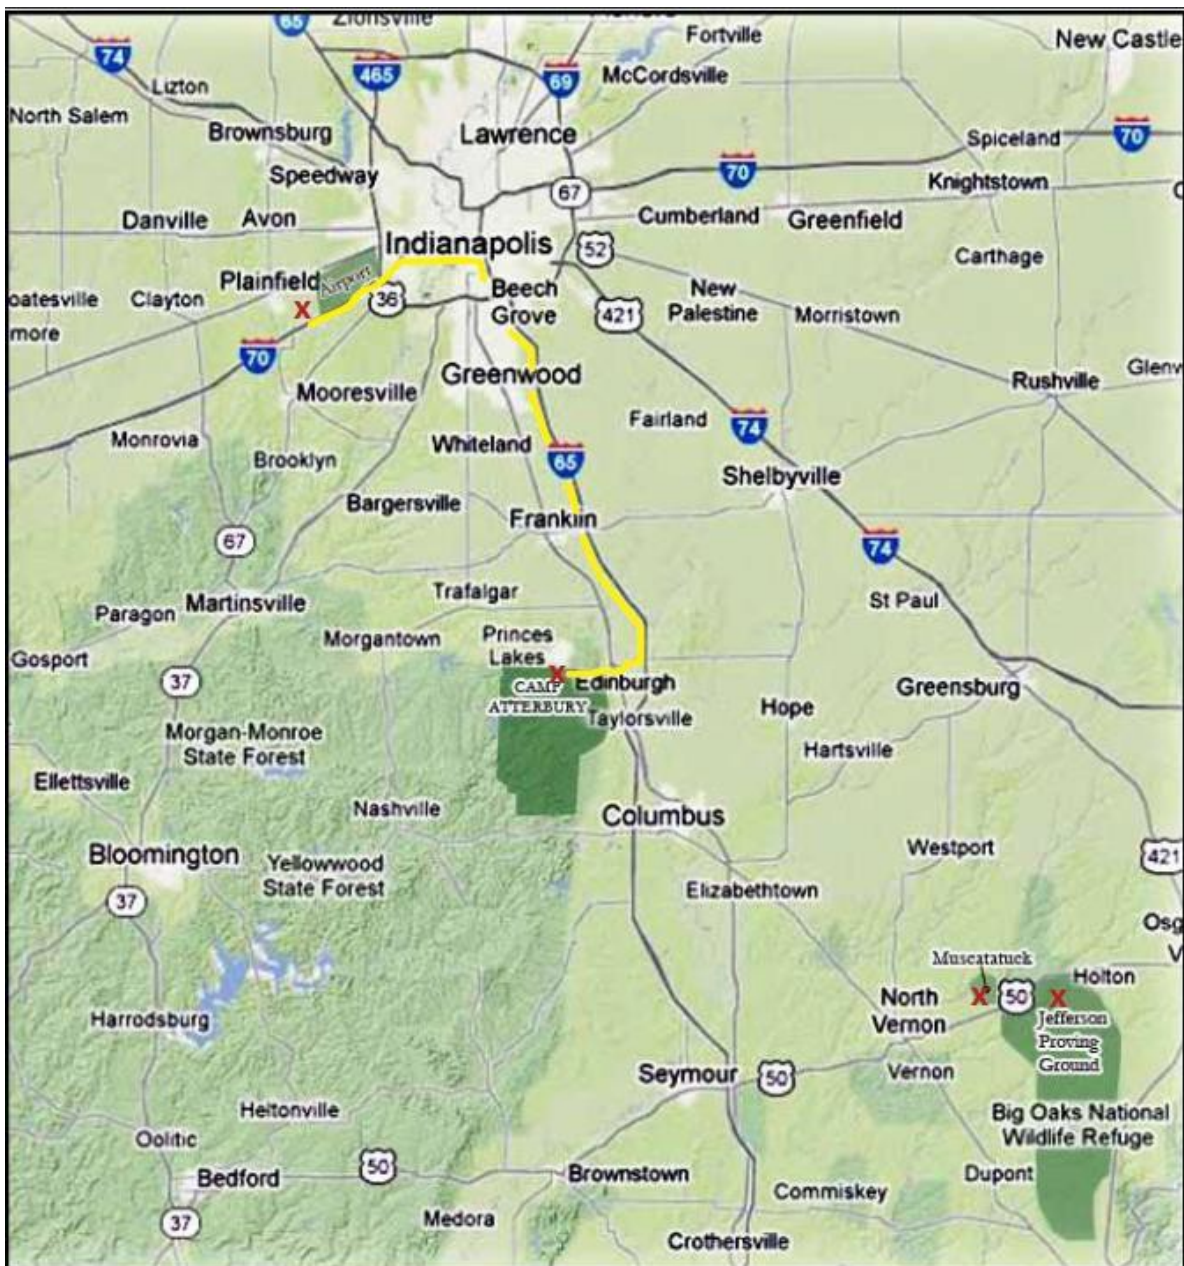 65
Zionsville
Fortville
New Castle
74
465
69
McCordsville
Lizton
North Salem
Brownsburg
Lawrence
Spiceland
70
Speedway
70
67
Knightstown
Danville
Avon
Cumberland
Greenfield
Indianapolis
52
Carthage
Plainfield
Airport
X
36
Beech
Grove
oatesville
Clayton
more
New
Palestine
421
Morristown
70
Greenwood
Mooresville
Rushville
Glenw
Fairland
74
Monrovia
Whiteland
65
Brooklyn
Shelbyville
Bargersville
Franklin
67
74
Trafalgar
St Paul
Paragon
Martinsville
Morgantown
Princes
Lakes
Gosport
X
37
CAMP
ATTERBURY
Edinburgh
Greensburg
Taylorsville
Hope
Morgan-Monroe
State Forest
Hartsville
Ellettsville
Nashville
Columbus
Bloomington
Yellowwood
State Forest
Westport
421
37
Elizabethtown
Osg
V
Muscatatuck
Holton
X
50
X
North
Vernon
Jefferson
Proving
Ground
Harrodsburg
Seymour
50
Vernon
Heltonville
Big Oaks National
Wildlife Refuge
Oolitic
50
Bedford
Brownstown
Dupont
Commiskey
37
Medora
Crothersville